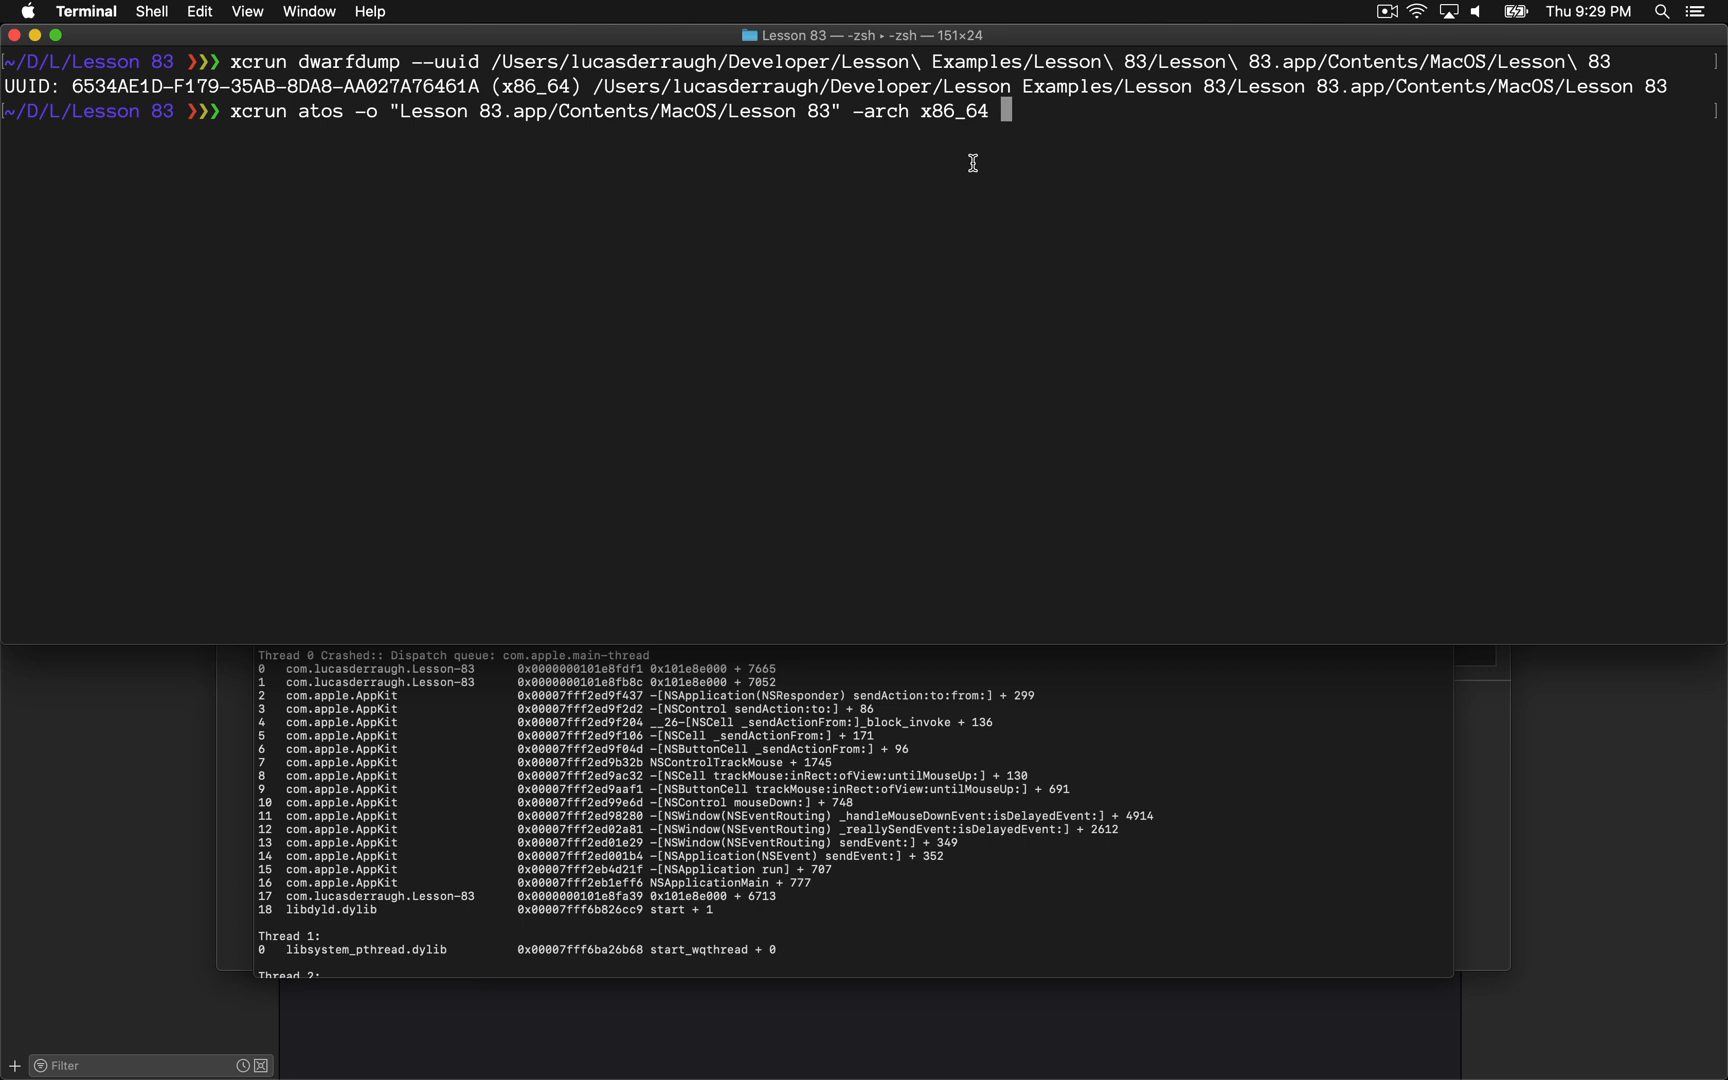 Terminal Shell Edit View Window Help Thu 9:29 PM
Lesson 83 — -zsh ▸ -zsh — 151×24
[~/D/L/Lesson 83 ❯❯❯ xcrun dwarfdump --uuid /Users/lucasderraugh/Developer/Lesson\ Examples/Lesson\ 83/Lesson\ 83.app/Contents/MacOS/Lesson\ 83 ]
UUID: 6534AE1D-F179-35AB-8DA8-AA027A76461A (x86_64) /Users/lucasderraugh/Developer/Lesson Examples/Lesson 83/Lesson 83.app/Contents/MacOS/Lesson 83
[~/D/L/Lesson 83 ❯❯❯ xcrun atos -o "Lesson 83.app/Contents/MacOS/Lesson 83" -arch x86_64 ]
Thread 0 Crashed:: Dispatch queue: com.apple.main-thread
0 com.lucasderraugh.Lesson-83 0x0000000101e8fdf1 0x101e8e000 + 7665
1 com.lucasderraugh.Lesson-83 0x0000000101e8fb8c 0x101e8e000 + 7052
2 com.apple.AppKit 0x00007fff2ed9f437 -[NSApplication(NSResponder) sendAction:to:from:] + 299
3 com.apple.AppKit 0x00007fff2ed9f2d2 -[NSControl sendAction:to:] + 86
4 com.apple.AppKit 0x00007fff2ed9f204 __26-[NSCell _sendActionFrom:]_block_invoke + 136
5 com.apple.AppKit 0x00007fff2ed9f106 -[NSCell _sendActionFrom:] + 171
6 com.apple.AppKit 0x00007fff2ed9f04d -[NSButtonCell _sendActionFrom:] + 96
7 com.apple.AppKit 0x00007fff2ed9b32b NSControlTrackMouse + 1745
8 com.apple.AppKit 0x00007fff2ed9ac32 -[NSCell trackMouse:inRect:ofView:untilMouseUp:] + 130
9 com.apple.AppKit 0x00007fff2ed9aaf1 -[NSButtonCell trackMouse:inRect:ofView:untilMouseUp:] + 691
10 com.apple.AppKit 0x00007fff2ed99e6d -[NSControl mouseDown:] + 748
11 com.apple.AppKit 0x00007fff2ed98280 -[NSWindow(NSEventRouting) _handleMouseDownEvent:isDelayedEvent:] + 4914
12 com.apple.AppKit 0x00007fff2ed02a81 -[NSWindow(NSEventRouting) _reallySendEvent:isDelayedEvent:] + 2612
13 com.apple.AppKit 0x00007fff2ed01e29 -[NSWindow(NSEventRouting) sendEvent:] + 349
14 com.apple.AppKit 0x00007fff2ed001b4 -[NSApplication(NSEvent) sendEvent:] + 352
15 com.apple.AppKit 0x00007fff2eb4d21f -[NSApplication run] + 707
16 com.apple.AppKit 0x00007fff2eb1eff6 NSApplicationMain + 777
17 com.lucasderraugh.Lesson-83 0x0000000101e8fa39 0x101e8e000 + 6713
18 libdyld.dylib 0x00007fff6b826cc9 start + 1
Thread 1:
0 libsystem_pthread.dylib 0x00007fff6ba26b68 start_wqthread + 0
Thread 2:
Filter